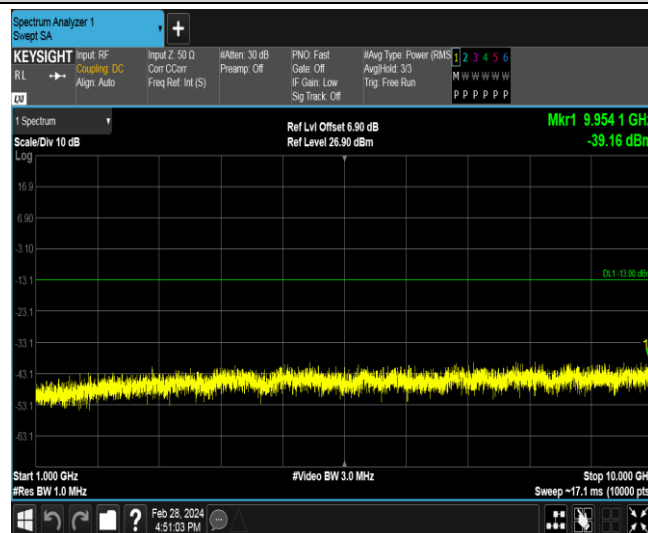 Spectrum Analyzer 1
Swept SA
+
KEYSIGHT
RL
LXI
Input: RF
Coupling: DC
Align: Auto
Input Z: 50 Ω
Corr CCorr
Freq Ref: Int (S)
#Atten: 30 dB
Preamp: Off
PNO: Fast
Gate: Off
IF Gain: Low
Sig Track: Off
#Avg Type: Power (RMS
Avg|Hold: 3/3
Trig: Free Run
1 2 3 4 5 6
M W W W W W
P P P P P P
1 Spectrum
Scale/Div 10 dB
Log
Ref Lvl Offset 6.90 dB
Ref Level 26.90 dBm
Mkr1 9.954 1 GHz
-39.16 dBm
16.9
6.90
-3.10
-13.1
-23.1
-33.1
-43.1
-53.1
-63.1
DL1 -13.00 dBm
1
Start 1.000 GHz
#Res BW 1.0 MHz
#Video BW 3.0 MHz
Stop 10.000 GH
Sweep ~17.1 ms (10000 pts
?
Feb 28, 2024
4:51:03 PM